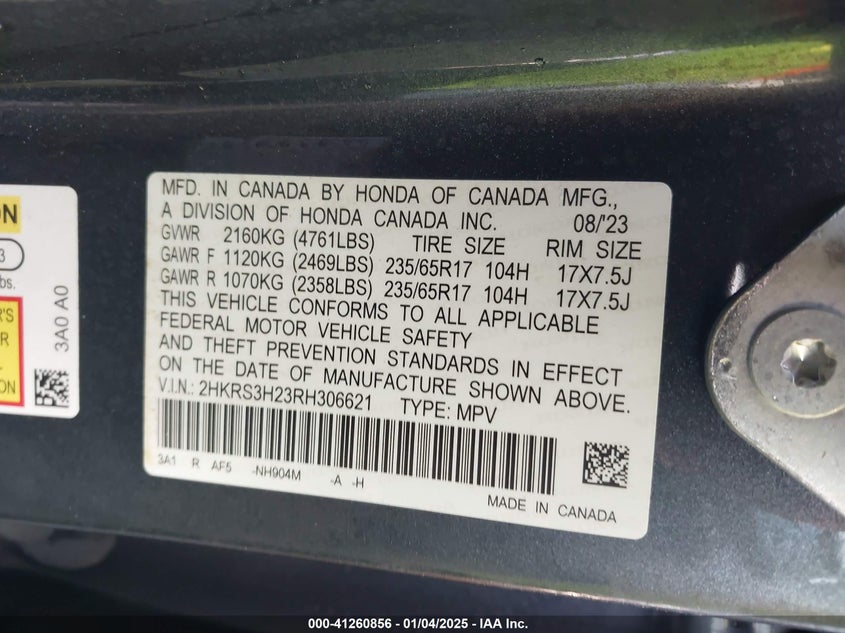 ON
3
bs.
R'S
R
L.
ON
3A0 A0
MFD. IN CANADA BY HONDA OF CANADA MFG.,
A DIVISION OF HONDA CANADA INC. 08/'23
GVWR 2160KG (4761LBS) TIRE SIZE RIM SIZE
GAWR F 1120KG (2469LBS) 235/65R17 104H 17X7.5J
GAWR R 1070KG (2358LBS) 235/65R17 104H 17X7.5J
THIS VEHICLE CONFORMS TO ALL APPLICABLE
FEDERAL MOTOR VEHICLE SAFETY
AND THEFT PREVENTION STANDARDS IN EFFECT
ON THE DATE OF MANUFACTURE SHOWN ABOVE.
V.I.N.: 2HKRS3H23RH306621 TYPE: MPV
3A1 R AF5 -NH904M -A -H
MADE IN CANADA
000-41260856 - 01/04/2025 - IAA Inc.